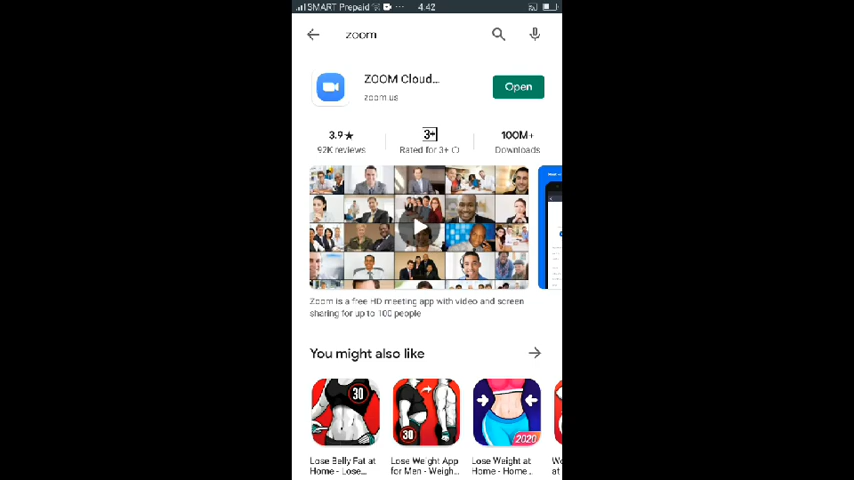 SMART Prepaid ··· 4:42
zoom
ZOOM Cloud...
zoom.us
Open
3.9★ 3+ 100M+
92K reviews Rated for 3+ Downloads
Zoom is a free HD meeting app with video and screen
sharing for up to 100 people
You might also like
30 30 2020
Lose Belly Fat at Lose Weight App Lose Weight at Wo
Home - Lose... for Men - Weigh... Home - Home ... at